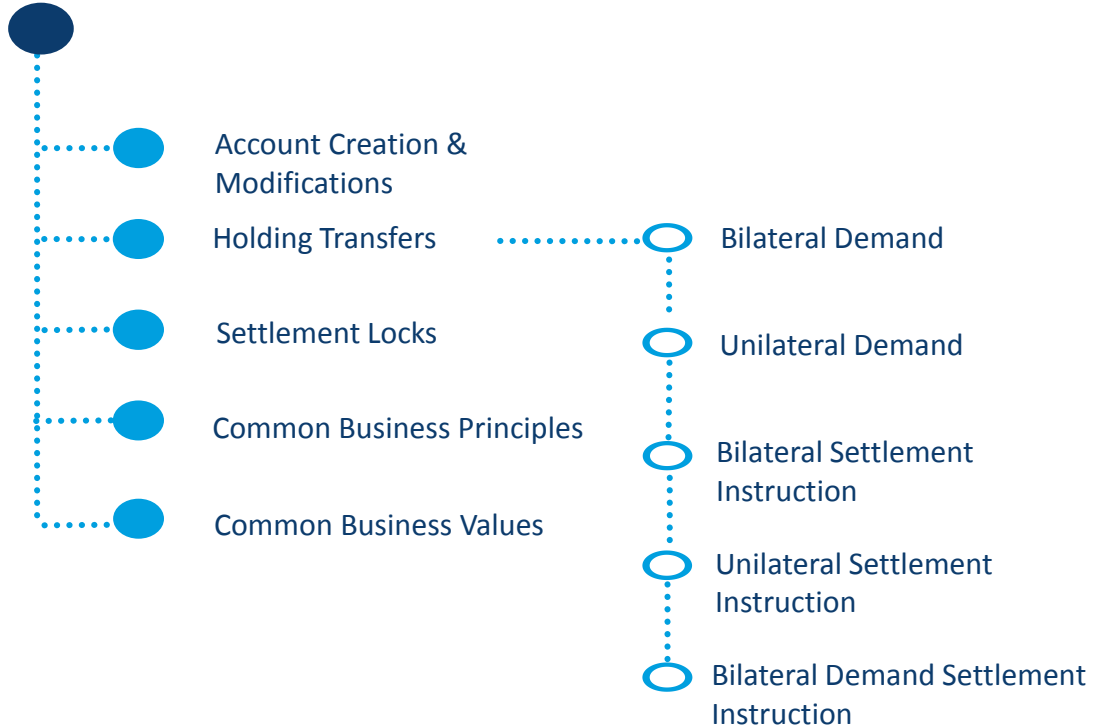 Account Creation &
Modifications
Holding Transfers
Settlement Locks
Common Business Principles
Common Business Values
Bilateral Demand
Unilateral Demand
Bilateral Settlement
Instruction
Unilateral Settlement
Instruction
Bilateral Demand Settlement
Instruction